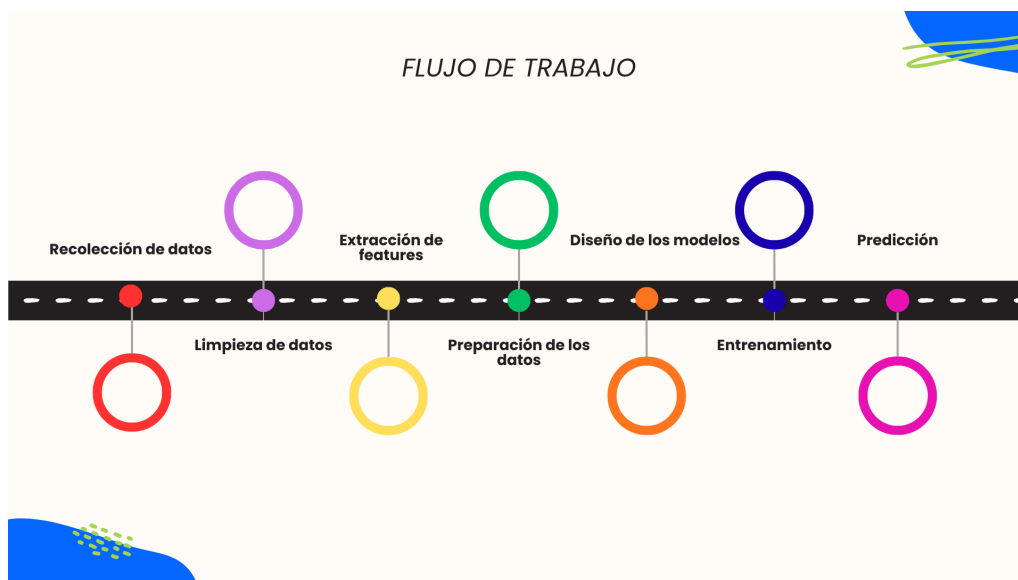 FLUJO DE TRABAJO
Recolección de datos
Limpieza de datos
Extracción de
features
Preparación de los
datos
Diseño de los modelos
Entrenamiento
Predicción